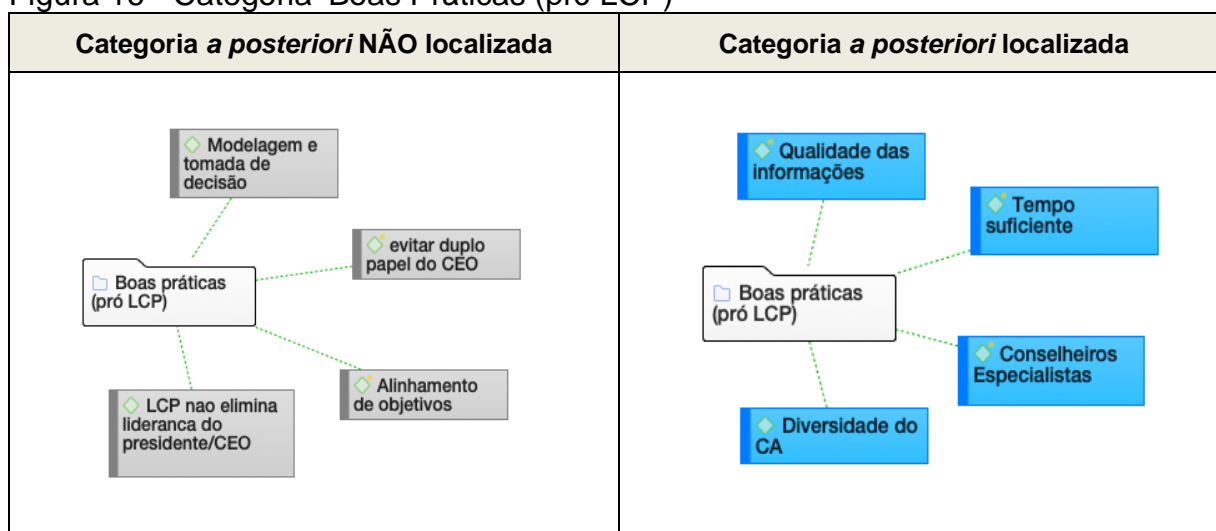 Figura 16 - Categoria "Boas Práticas (pró LCP)"
Categoria a posteriori NÃO localizada
Categoria a posteriori localizada
Modelagem e
tomada de
decisão
evitar duplo
papel do CEO
Boas práticas
(pró LCP)
Alinhamento
de objetivos
LCP nao elimina
lideranca do
presidente/CEO
Qualidade das
informações
Tempo
suficiente
Boas práticas
(pró LCP)
Conselheiros
Especialistas
Diversidade do
CA